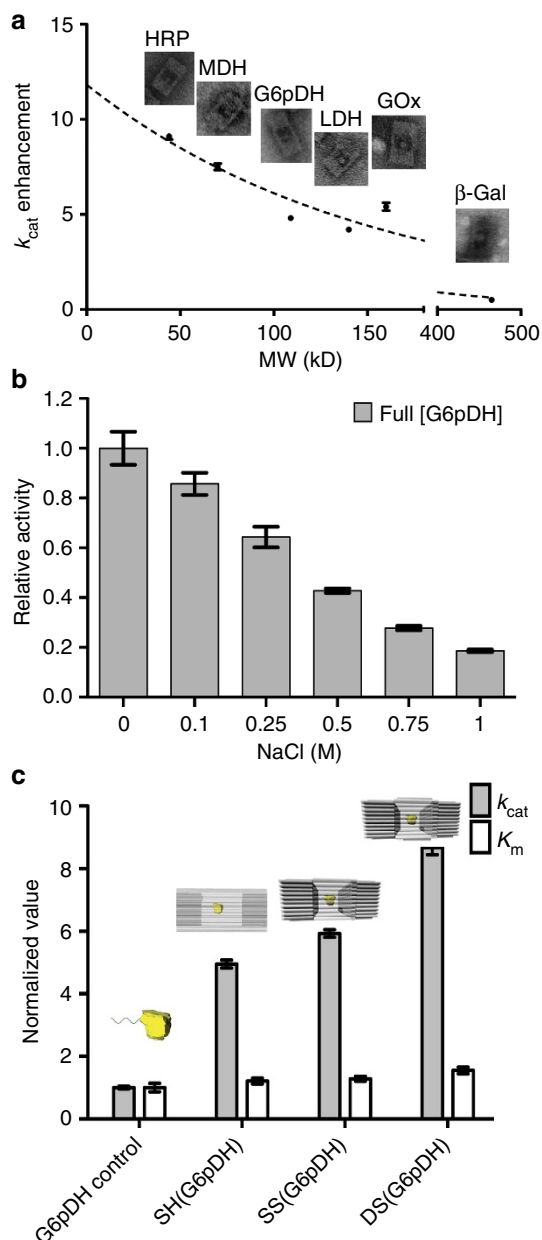 a
15
10
5
0
k_cat enhancement
HRP
MDH
G6pDH
LDH
GOx
β-Gal
0 50 100 150 400 500
MW (kD)
b
1.2
1.0
0.8
0.6
0.4
0.2
0.0
Relative activity
Full [G6pDH]
0 0.1 0.25 0.5 0.75 1
NaCl (M)
c
10
8
6
4
2
0
Normalized value
k_cat
K_m
G6pDH control
SH(G6pDH)
SS(G6pDH)
DS(G6pDH)